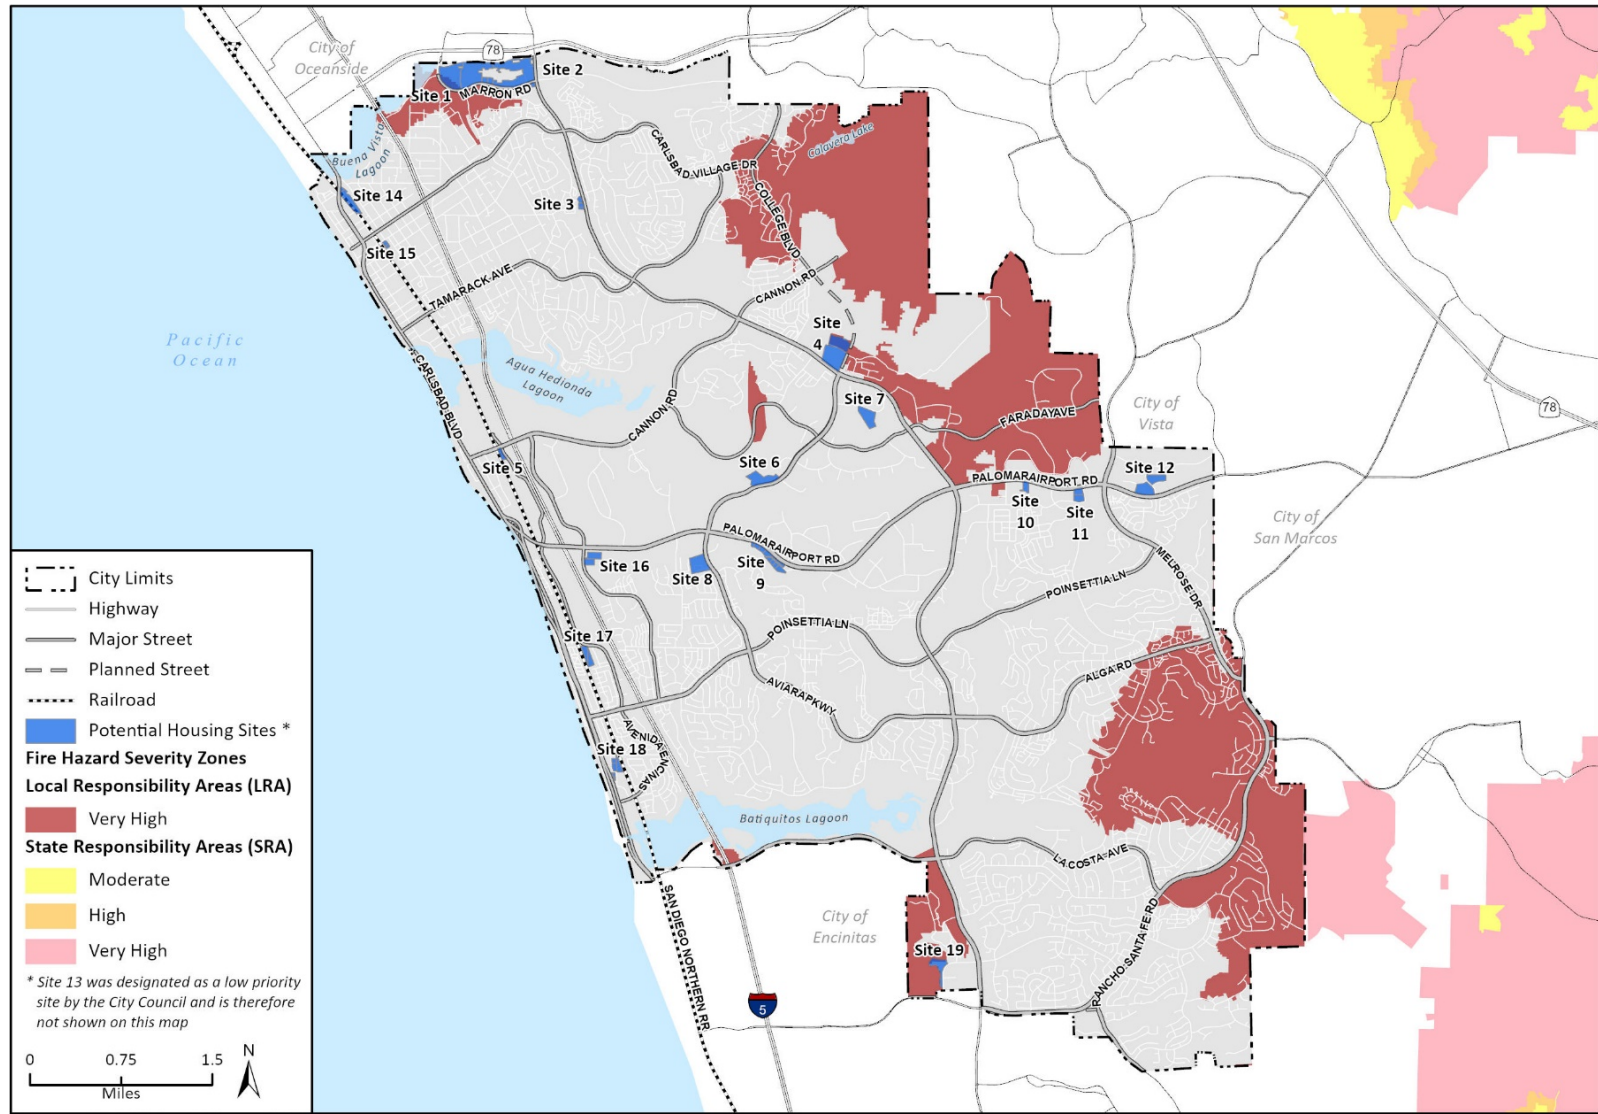 City of
Oceanside
78
Site 2
Site 1
MARRON RD
Buena Vista
Lagoon
CARLSBAD VILLAGE DR
Calavera Lake
COLLEGE BLVD
Site 14
Site 3
Site 15
TAMARACK AVE
CANNON RD
Pacific
Ocean
Site
4
Agua Hedionda
Lagoon
CARLSBAD BLVD
CANNON RD
Site 7
FARADAY AVE
City of
Vista
78
Site 5
Site 6
PALOMAR AIRPORT RD
Site 12
Site
10
Site
11
City of
San Marcos
PALOMAR AIRPORT RD
Site 16
Site 8
Site
9
MELROSE DR
POINSETTIA LN
Site 17
POINSETTIA LN
ALGA RD
AVIARA PKWY
AVENIDA ENCINAS
Site 18
Batiquitos Lagoon
LA COSTA AVE
SAN DIEGO NORTHERN RR
City of
Encinitas
Site 19
RANCHO SANTA FE RD
5
City Limits
Highway
Major Street
Planned Street
Railroad
Potential Housing Sites *
Fire Hazard Severity Zones
Local Responsibility Areas (LRA)
Very High
State Responsibility Areas (SRA)
Moderate
High
Very High
* Site 13 was designated as a low priority
site by the City Council and is therefore
not shown on this map
0 0.75 1.5
Miles
N